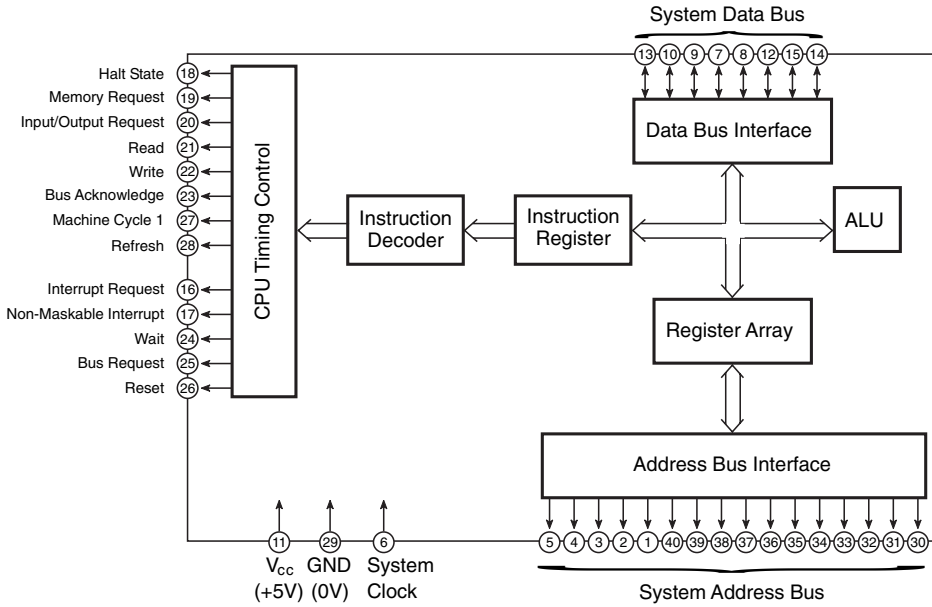 System Data Bus
13 10 9 7 8 12 15 14
Data Bus Interface
Halt State 18
Memory Request 19
Input/Output Request 20
Read 21
Write 22
Bus Acknowledge 23
Machine Cycle 1 27
Refresh 28
Interrupt Request 16
Non-Maskable Interrupt 17
Wait 24
Bus Request 25
Reset 26
CPU Timing Control
Instruction
Decoder
Instruction
Register
ALU
Register Array
Address Bus Interface
11 29 6
5 4 3 2 1 40 39 38 37 36 35 34 33 32 31 30
Vcc GND System
(+5V) (0V) Clock
System Address Bus